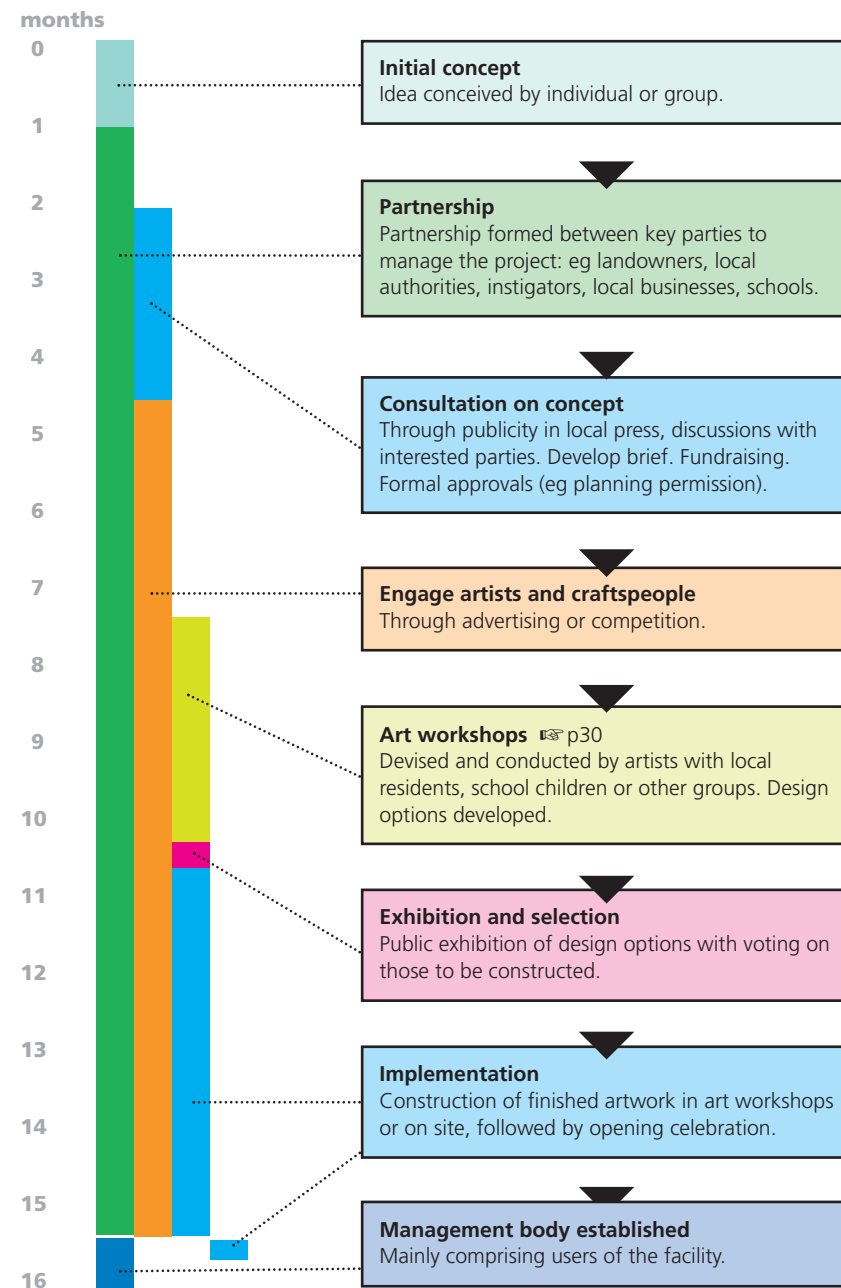 months
0
1
2
3
4
5
6
7
8
9
10
11
12
13
14
15
16
Initial concept
Idea conceived by individual or group.
Partnership
Partnership formed between key parties to
manage the project: eg landowners, local
authorities, instigators, local businesses, schools.
Consultation on concept
Through publicity in local press, discussions with
interested parties. Develop brief. Fundraising.
Formal approvals (eg planning permission).
Engage artists and craftspeople
Through advertising or competition.
Art workshops ☞ p30
Devised and conducted by artists with local
residents, school children or other groups. Design
options developed.
Exhibition and selection
Public exhibition of design options with voting on
those to be constructed.
Implementation
Construction of finished artwork in art workshops
or on site, followed by opening celebration.
Management body established
Mainly comprising users of the facility.